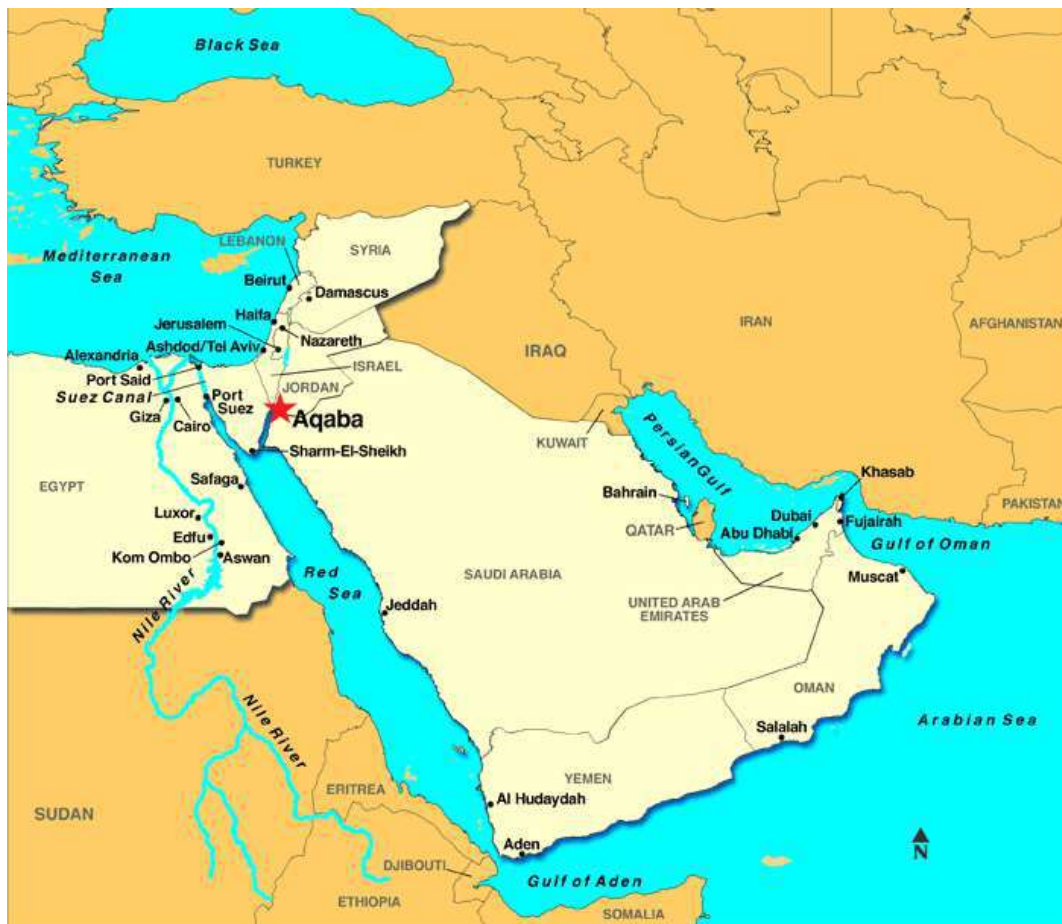 Black Sea
TURKEY
LEBANON
SYRIA
Mediterranean
Sea
Beirut
Damascus
Haifa
Jerusalem
Nazareth
IRAN
AFGHANISTAN
IRAQ
Alexandria
Ashdod/Tel Aviv
Port Said
ISRAEL
Suez Canal
Port
Suez
JORDAN
Giza
Cairo
Aqaba
KUWAIT
Persian Gulf
Sharm-El-Sheikh
EGYPT
Safaga
Bahrain
Khasab
PAKISTAN
Luxor
QATAR
Dubai
Abu Dhabi
Fujairah
Edfu
Kom Ombo
Aswan
Gulf of Oman
Red
Sea
SAUDI ARABIA
Muscat
Nile River
Jeddah
UNITED ARAB
EMIRATES
OMAN
Nile River
Salalah
Arabian Sea
ERITREA
YEMEN
Al Hudaydah
SUDAN
Aden
N
DJIBOUTI
Gulf of Aden
ETHIOPIA
SOMALIA